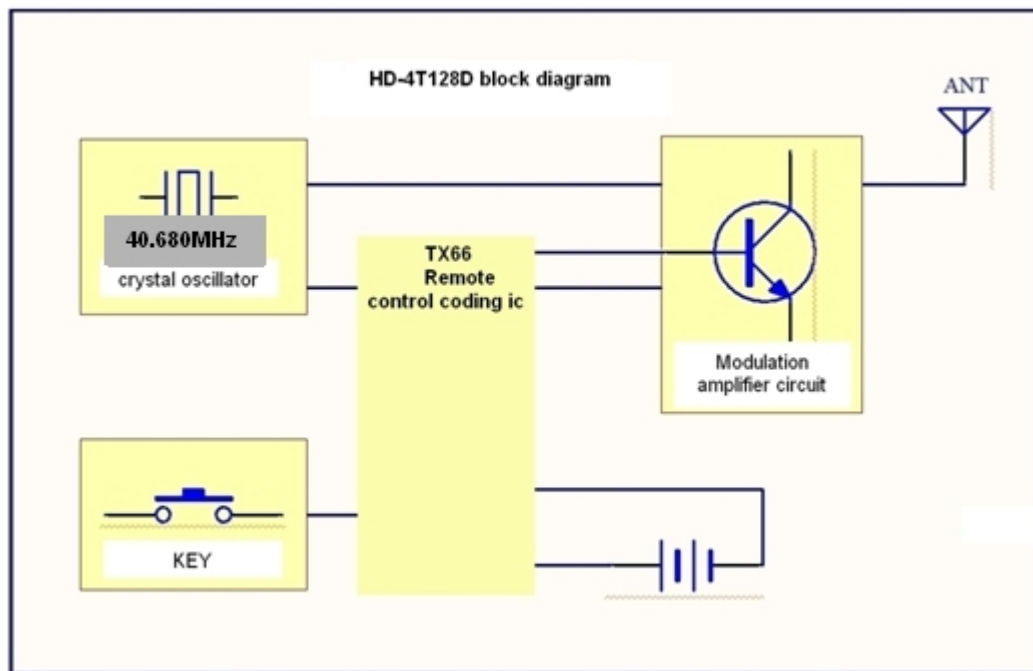 HD-4T128D block diagram
ANT
40.680MHz
crystal oscillator
TX66
Remote
control coding ic
Modulation
amplifier circuit
KEY